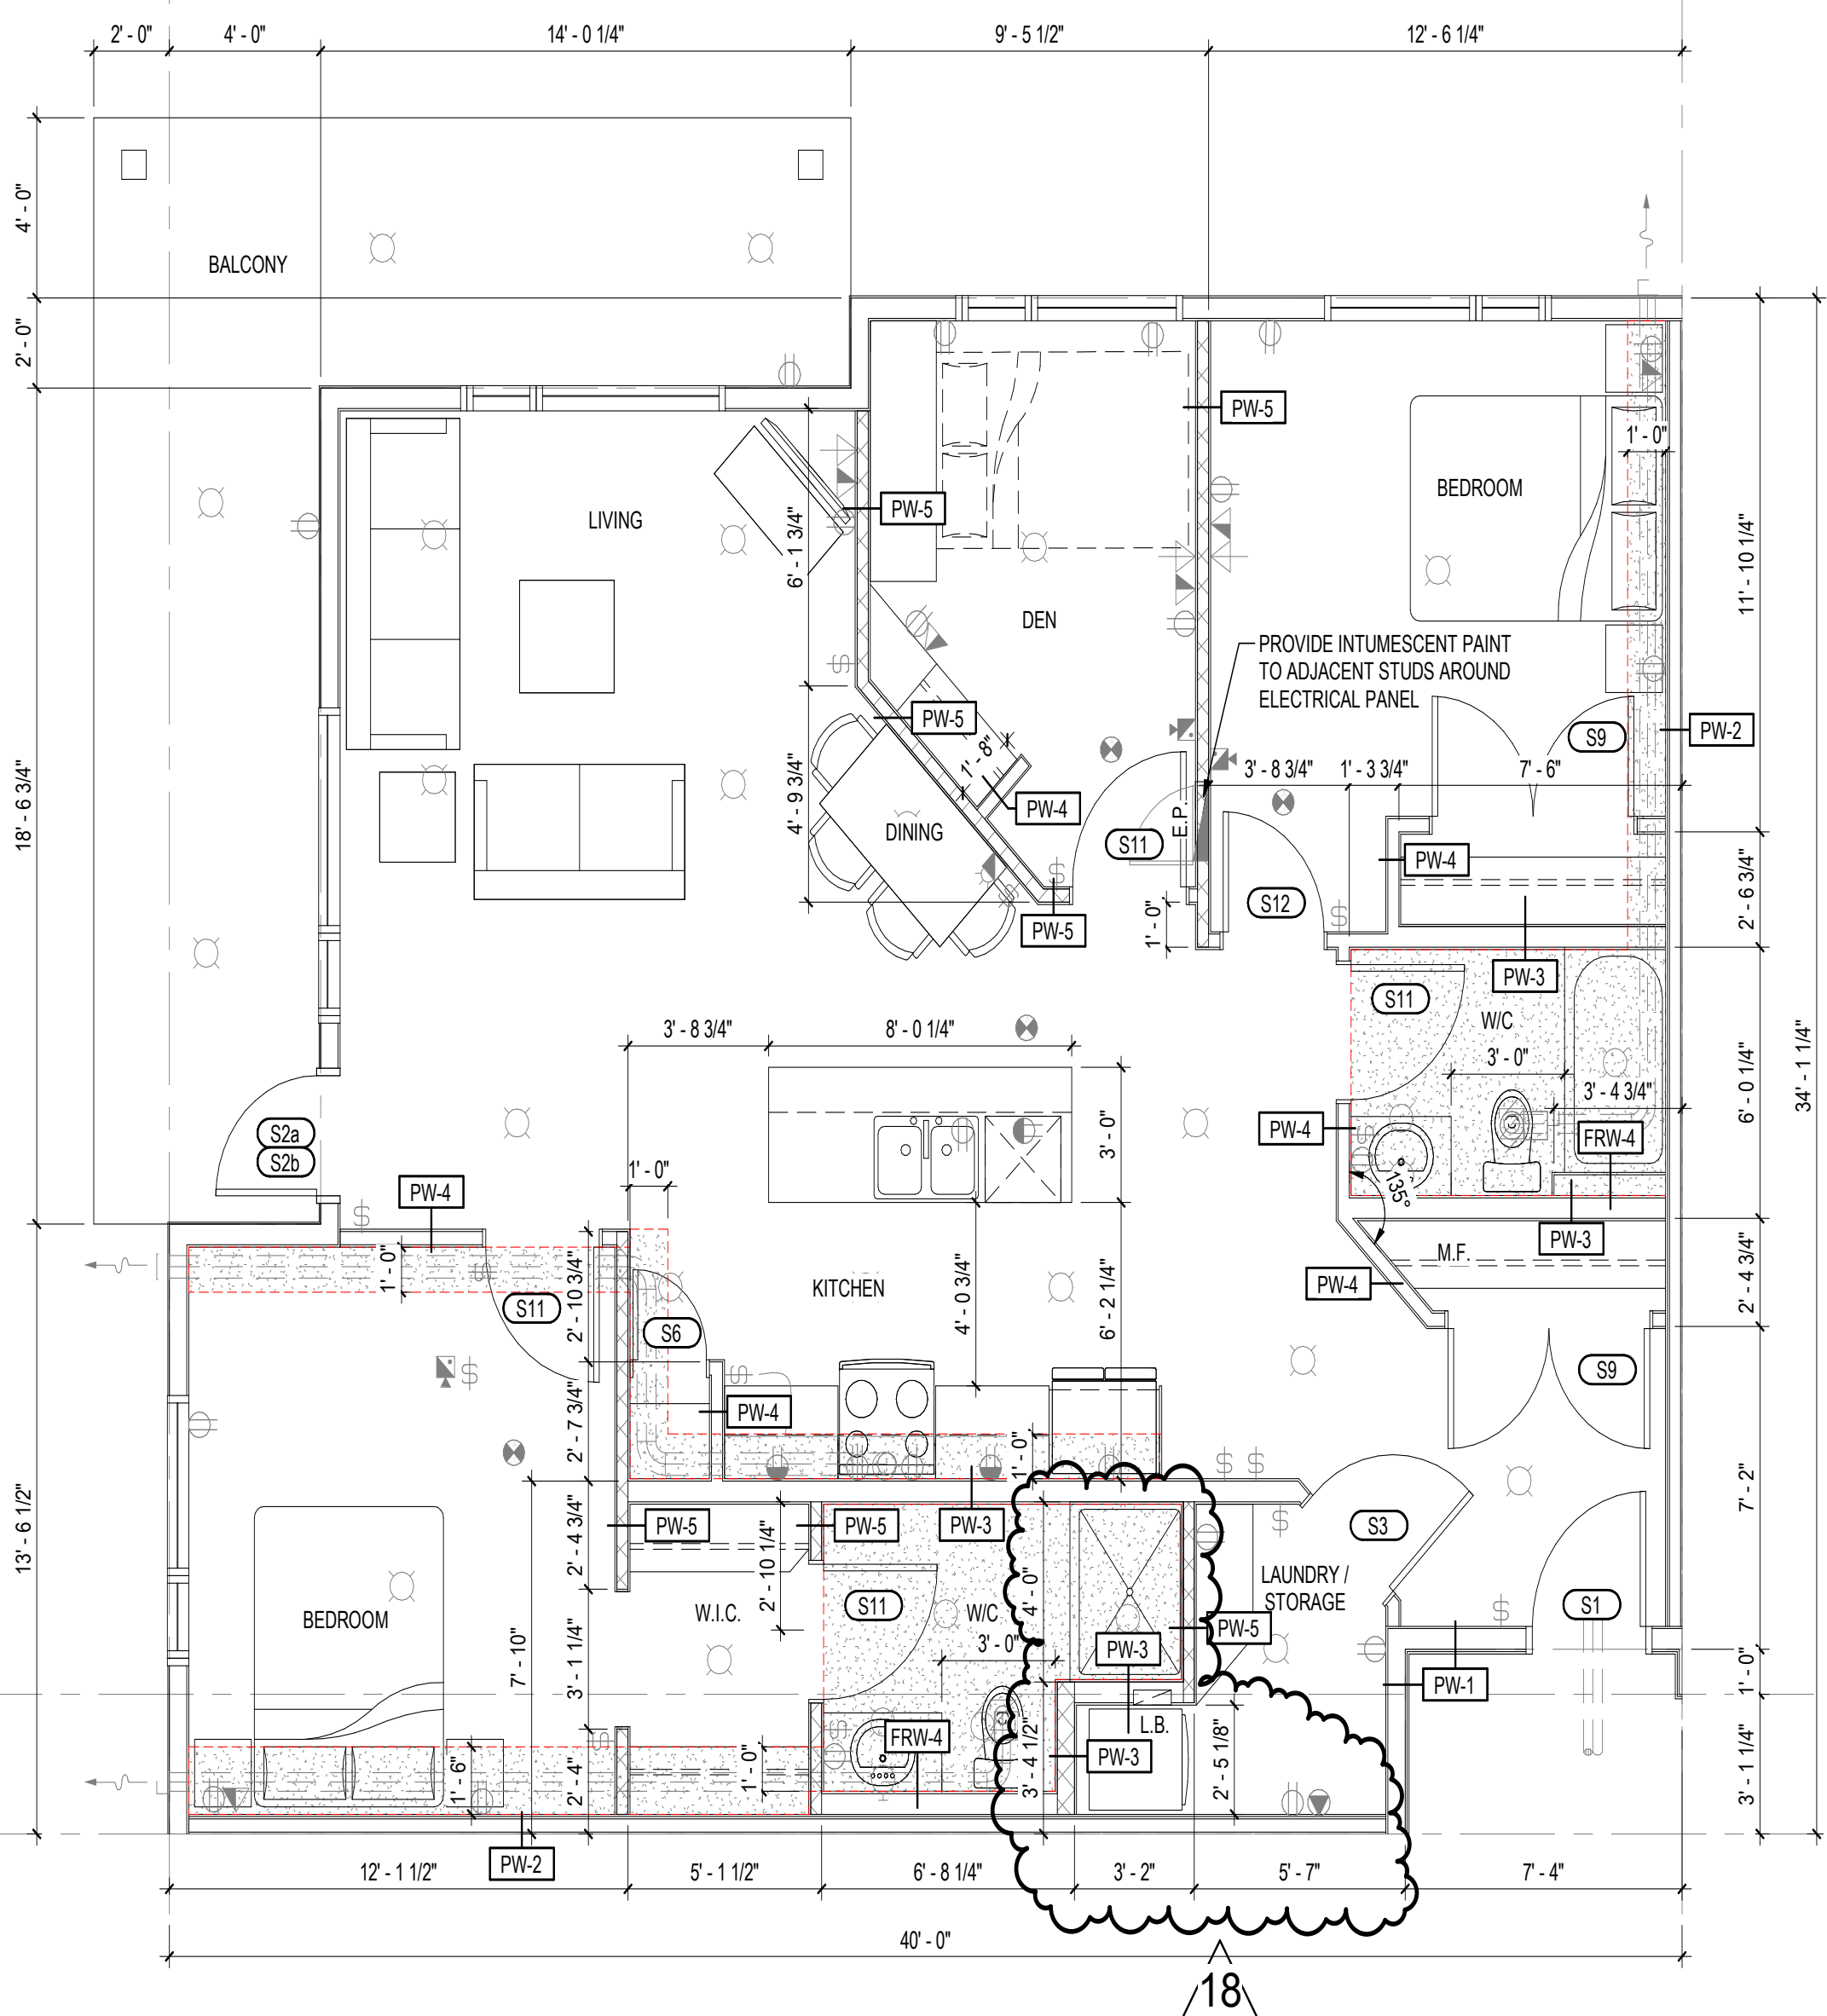 2' - 0"
4' - 0"
14' - 0 1/4"
9' - 5 1/2"
12' - 6 1/4"
4' - 0"
BALCONY
2' - 0"
PW-5
1' - 0"
BEDROOM
PW-5
LIVING
6' - 1 3/4"
11' - 10 1/4"
DEN
PROVIDE INTUMESCENT PAINT
TO ADJACENT STUDS AROUND
ELECTRICAL PANEL
PW-5
S9
PW-2
1' - 8"
3' - 8 3/4"
1' - 3 3/4"
7' - 6"
18' - 6 3/4"
4' - 9 3/4"
PW-4
DINING
E.P.
S11
PW-4
S12
2' - 6 3/4"
PW-5
1' - 0"
PW-3
S11
W/C
3' - 8 3/4"
8' - 0 1/4"
3' - 0"
3' - 4 3/4"
6' - 0 1/4"
34' - 1 1/4"
S2a
S2b
3' - 0"
PW-4
FRW-4
1' - 0"
PW-4
135°
PW-3
1' - 0"
M.F.
2' - 4 3/4"
PW-4
KITCHEN
2' - 10 3/4"
4' - 0 3/4"
6' - 2 1/4"
S11
S6
S9
PW-4
2' - 7 3/4"
1' - 0"
7' - 2"
13' - 6 1/2"
PW-5
PW-5
PW-3
S3
2' - 4 3/4"
2' - 10 1/4"
4' - 0"
LAUNDRY /
STORAGE
S11
W.I.C.
W/C
S1
BEDROOM
PW-5
3' - 0"
PW-3
7' - 10"
3' - 1 1/4"
PW-1
1' - 0"
FRW-4
L.B.
PW-3
3' - 4 1/2"
2' - 5 1/8"
1' - 6"
2' - 4"
1' - 0"
3' - 1 1/4"
PW-2
12' - 1 1/2"
5' - 1 1/2"
6' - 8 1/4"
3' - 2"
5' - 7"
7' - 4"
40' - 0"
18